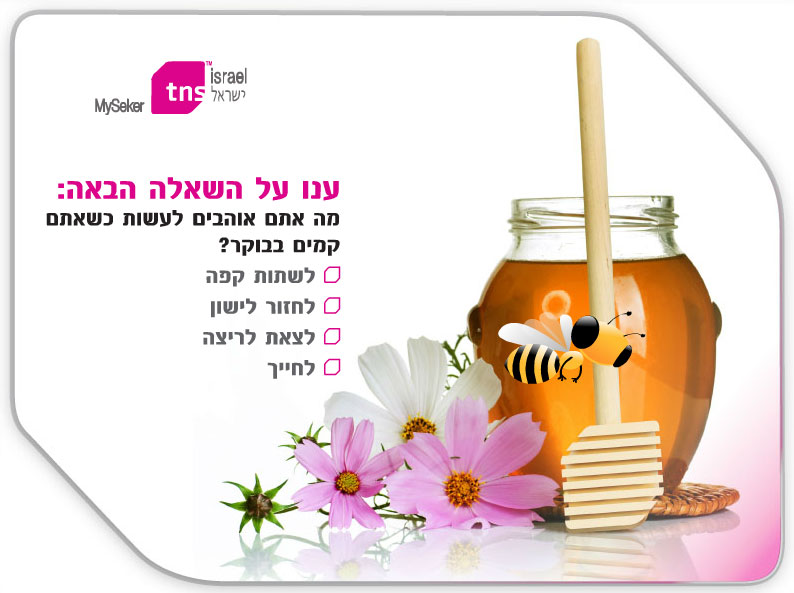 israel
MySeker tns™ ישראל
ענו על השאלה הבאה:
מה אתם אוהבים לעשות כשאתם
קמים בבוקר?
לשתות קפה
לחזור לישון
לצאת לריצה
לחייך